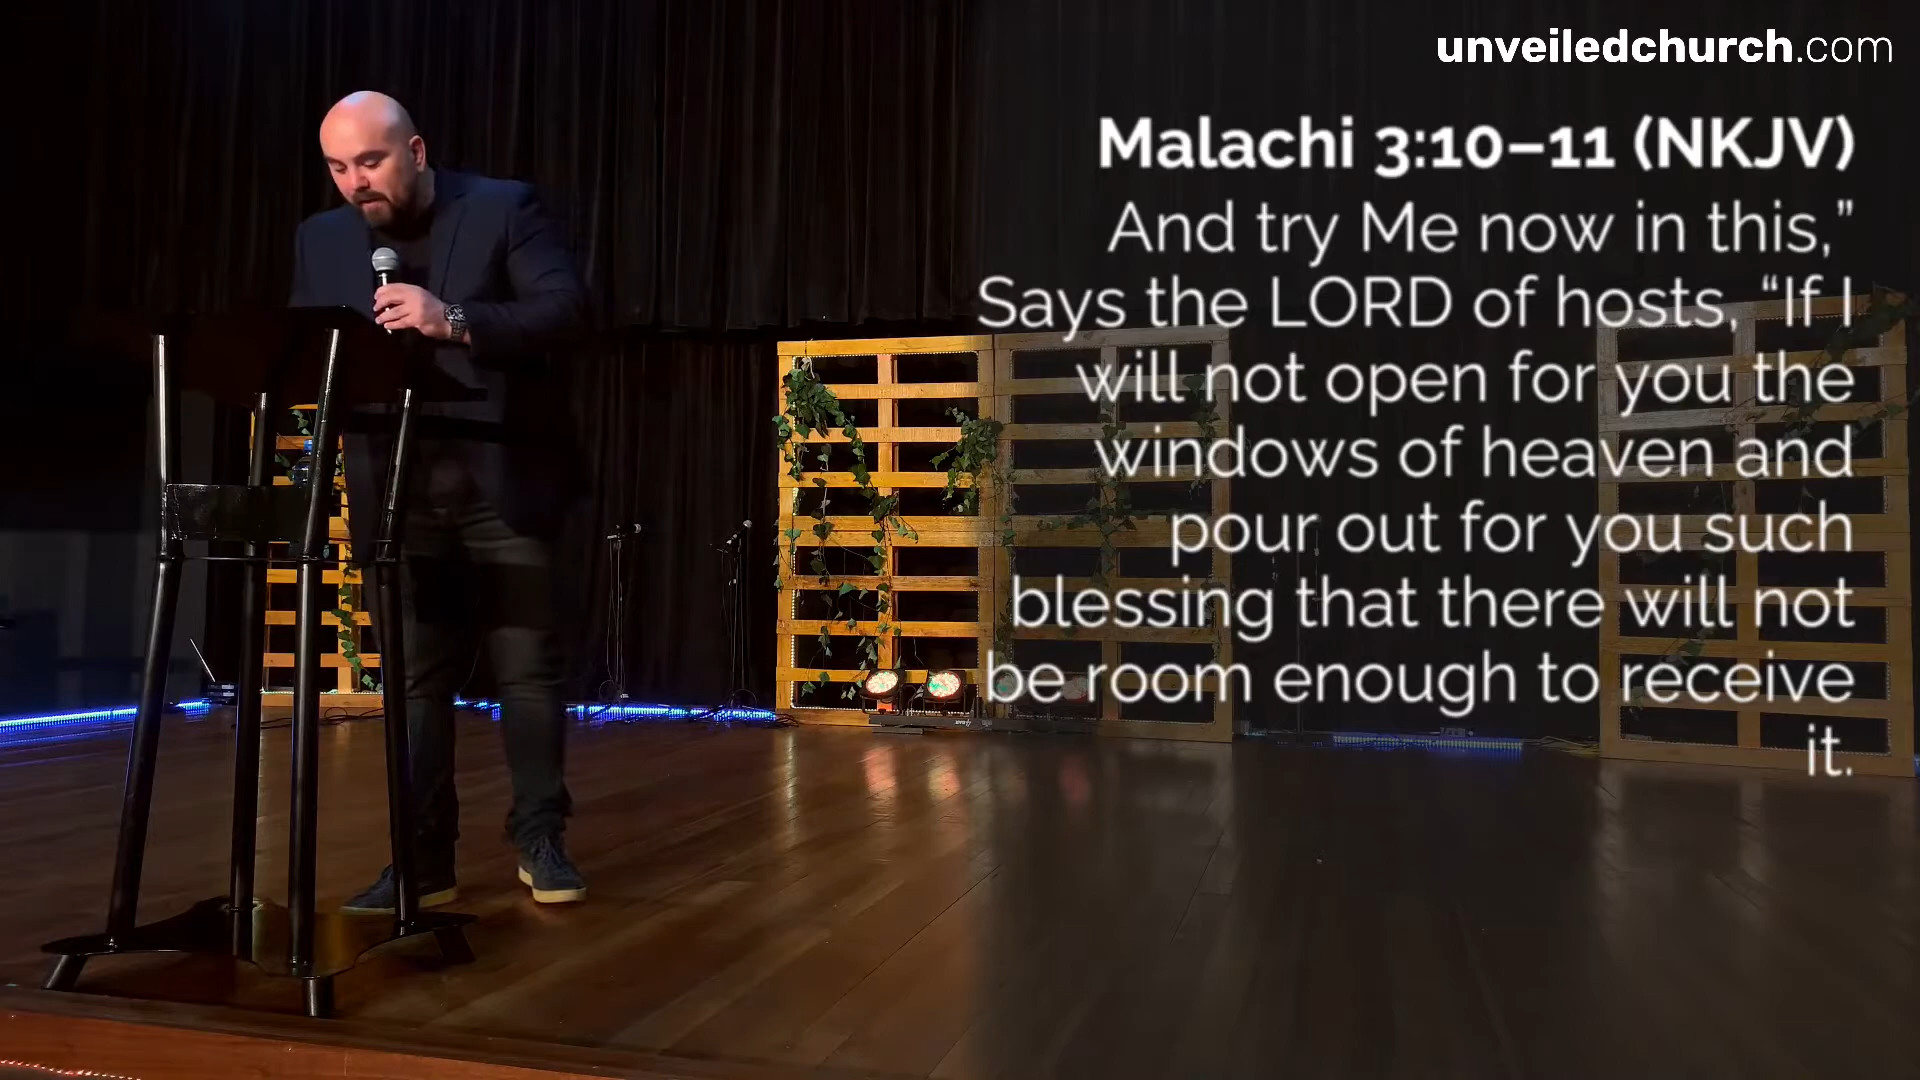 unveiledchurch.com
Malachi 3:10–11 (NKJV)
And try Me now in this,”
Says the LORD of hosts, “If I
will not open for you the
windows of heaven and
pour out for you such
blessing that there will not
be room enough to receive
it.